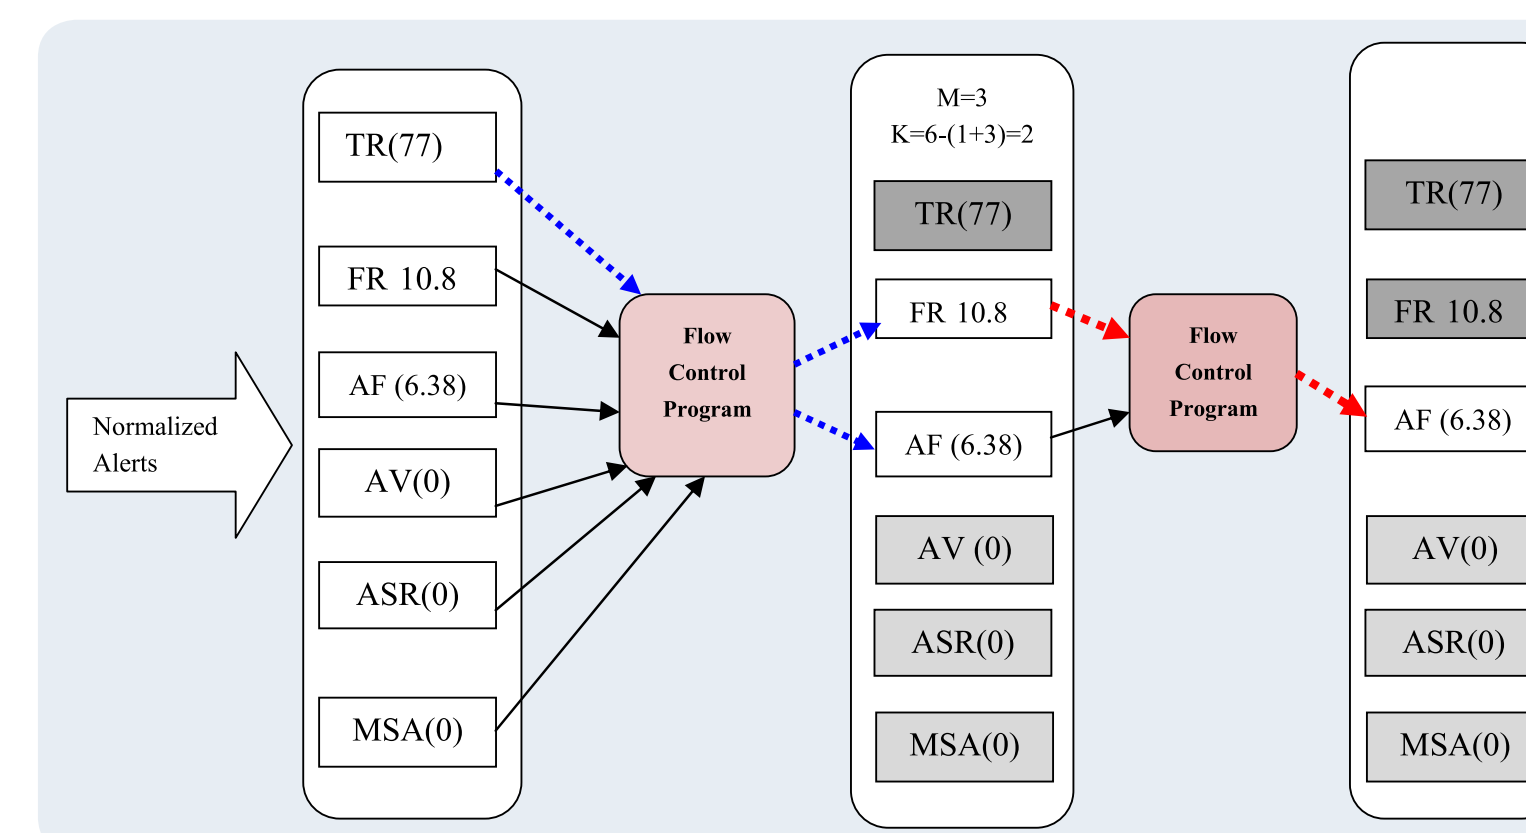 Normalized
Alerts
TR(77)
FR 10.8
AF (6.38)
AV(0)
ASR(0)
MSA(0)
Flow
Control
Program
M=3
K=6-(1+3)=2
TR(77)
FR 10.8
AF (6.38)
AV (0)
ASR(0)
MSA(0)
Flow
Control
Program
TR(77)
FR 10.8
AF (6.38)
AV(0)
ASR(0)
MSA(0)